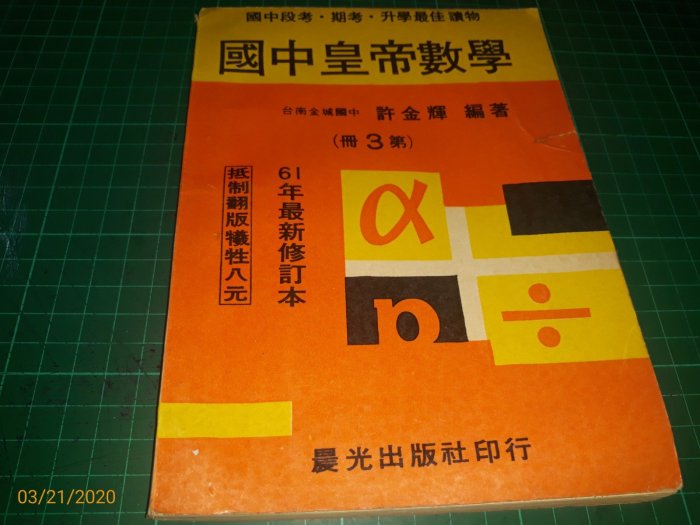 國中段考・期考・升學最佳讀物
國中皇帝數學
台南金城國中 許金輝 編著
(冊3第)
61年最新修訂本
抵制翻版犧牲八元
α
n
÷
晨光出版社印行
03/21/2020